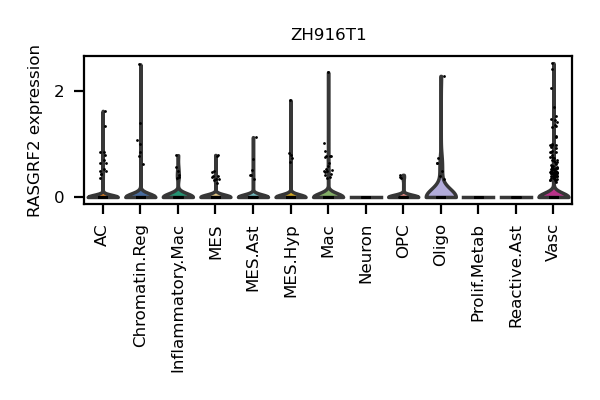 ZH916T1
RASGRF2 expression
2
0
AC
Chromatin.Reg
Inflammatory.Mac
MES
MES.Ast
MES.Hyp
Mac
Neuron
OPC
Oligo
Prolif.Metab
Reactive.Ast
Vasc